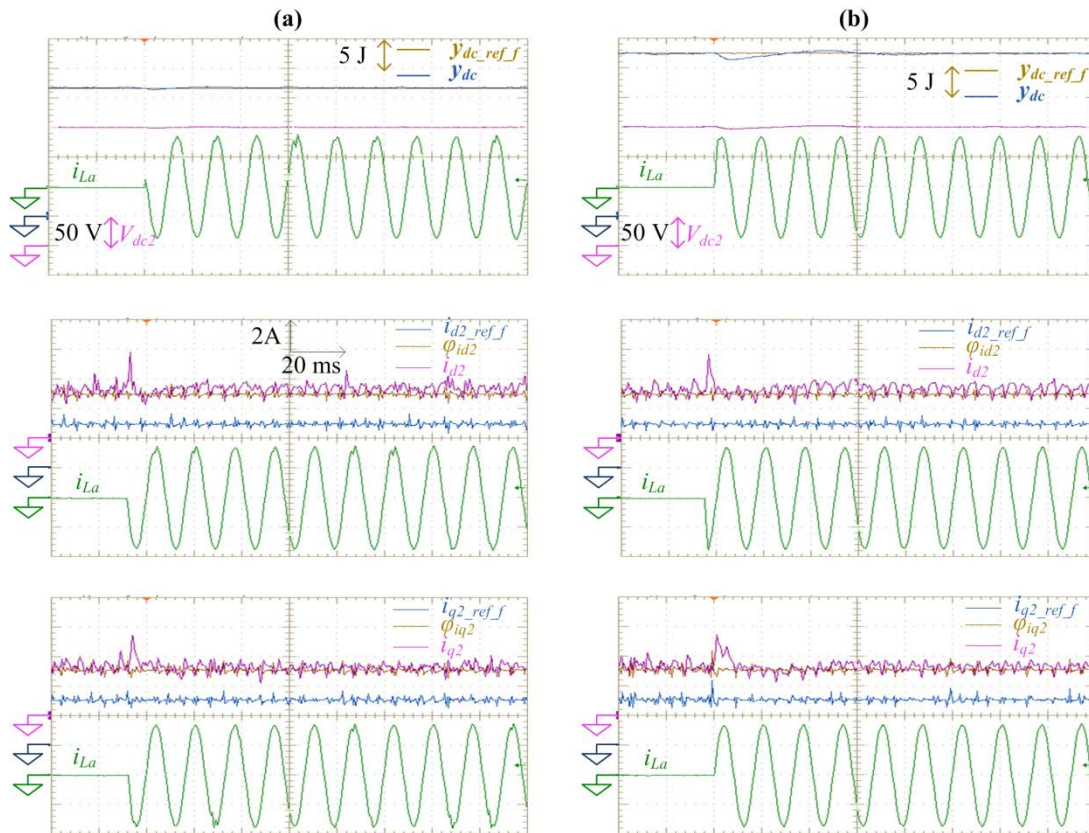 (a)
(b)
5 J
y_dc_ref_f
y_dc
i_La
50 V
V_dc2
5 J
y_dc_ref_f
y_dc
i_La
50 V
V_dc2
2A
20 ms
i_d2_ref_f
φ_id2
i_d2
i_La
i_d2_ref_f
φ_id2
i_d2
i_La
i_q2_ref_f
φ_iq2
i_q2
i_La
i_q2_ref_f
φ_iq2
i_q2
i_La